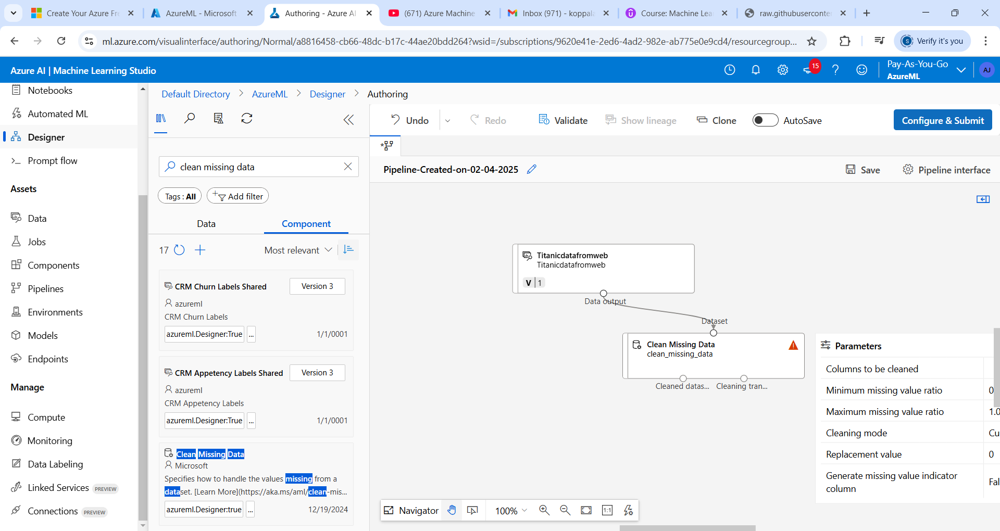 Create Your Azure Fre
AzureML - Microsoft
Authoring - Azure AI
(671) Azure Machine
Inbox (971) - koppala
Course: Machine Lea
raw.githubuserconten
ml.azure.com/visualinterface/authoring/Normal/a8816458-cb66-48dc-b17c-44ae20bdd264?wsid=/subscriptions/9620e41e-2ed6-4ad2-982e-ab775e0e9cd4/resourcegroup...
S
Verify it's you
Azure AI | Machine Learning Studio
15
Pay-As-You-Go
AzureML
AJ
Notebooks
Automated ML
Designer
Prompt flow
Assets
Data
Jobs
Components
Pipelines
Environments
Models
Endpoints
Manage
Compute
Monitoring
Data Labeling
Linked Services PREVIEW
Connections PREVIEW
Default Directory > AzureML > Designer > Authoring
clean missing data
Tags : All
Add filter
Data
Component
17
Most relevant
CRM Churn Labels Shared
Version 3
azureml
CRM Churn Labels
azureml.Designer:True
...
1/1/0001
CRM Appetency Labels Shared
Version 3
azureml
CRM Appetency Labels
azureml.Designer:True
...
1/1/0001
Clean Missing Data
Microsoft
Specifies how to handle the values missing from a
dataset. [Learn More](https://aka.ms/aml/clean-mis...
azureml.Designer:true
...
12/19/2024
Undo
Redo
Validate
Show lineage
Clone
AutoSave
Configure & Submit
*
Pipeline-Created-on-02-04-2025
Save
Pipeline interface
Titanicdatafromweb
Titanicdatafromweb
V | 1
Data output
Dataset
Clean Missing Data
clean_missing_data
Cleaned datas...
Cleaning tran...
Parameters
Columns to be cleaned
Minimum missing value ratio
0
Maximum missing value ratio
1.0
Cleaning mode
Cu
Replacement value
0
Generate missing value indicator
column
Fal
Navigator
100%
1:1